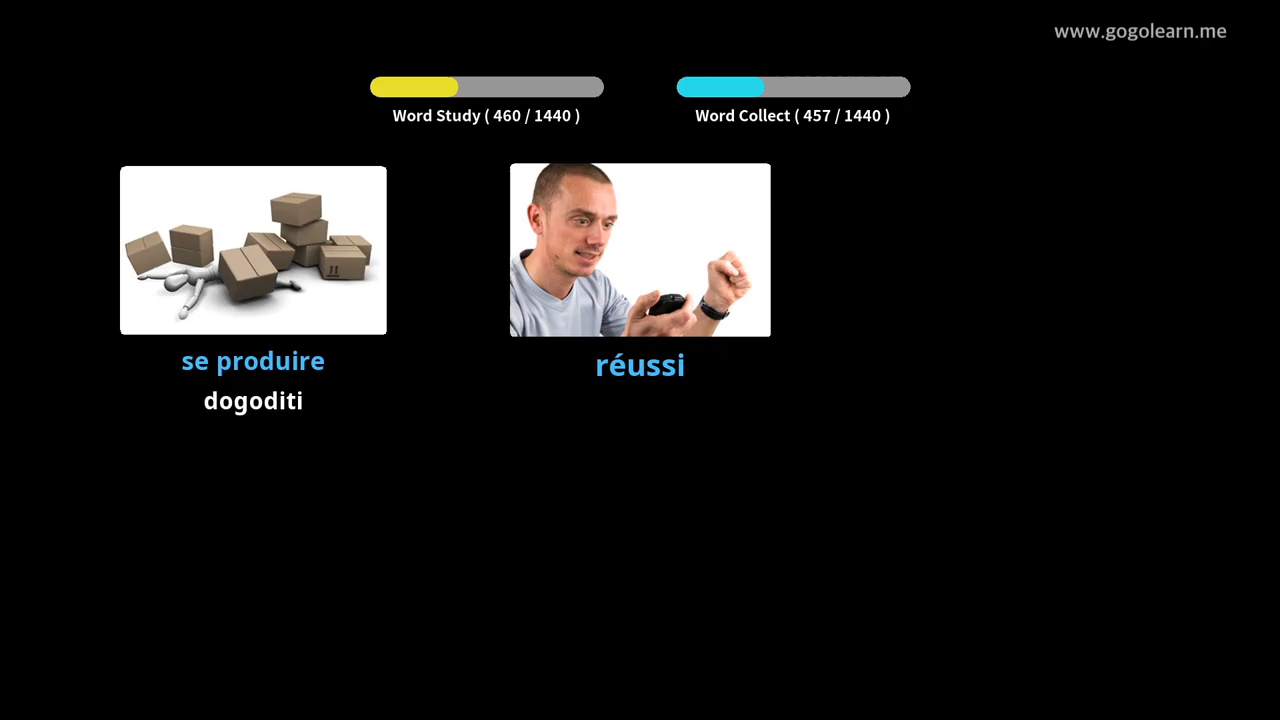 www.gogolearn.me
Word Study ( 460 / 1440 )
Word Collect ( 457 / 1440 )
se produire
dogoditi
réussi